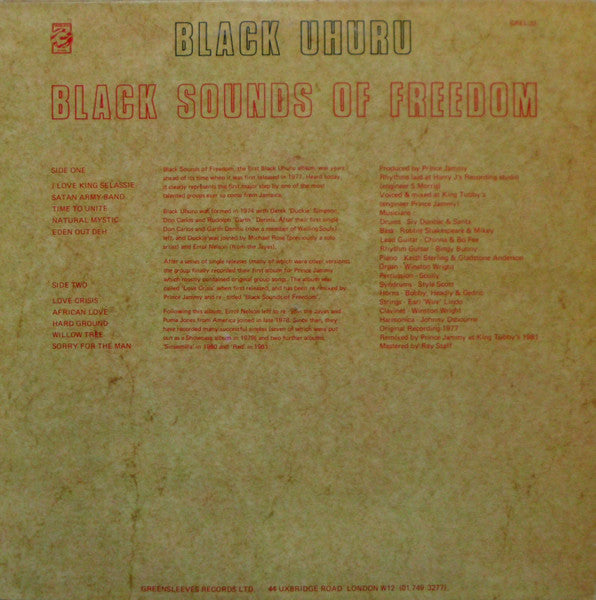 BLACK UHURU
GREL 23
BLACK SOUNDS OF FREEDOM
SIDE ONE
I LOVE KING SELASSIE
SATAN ARMY BAND
TIME TO UNITE
NATURAL MYSTIC
EDEN OUT DEH
SIDE TWO
LOVE CRISIS
AFRICAN LOVE
HARD GROUND
WILLOW TREE
SORRY FOR THE MAN
Black Sounds of Freedom, the first Black Uhuru album, was years
ahead of its time when it was first released in 1977. Heard today
it clearly represents the first major step by one of the most
talented groups ever to come from Jamaica.
Black Uhuru was formed in 1974 with Derek 'Duckie' Simpson,
Don Carlos and Rudolph 'Garth' Dennis. After their first single
Don Carlos and Garth Dennis (now a member of Wailing Souls)
left, and Duckie was joined by Michael Rose (previously a solo
artist) and Errol Nelson (from the Jayes).
After a series of single releases (many of which were cover versions)
the group finally recorded their first album for Prince Jammy
which mostly contained original group songs. The album was
called 'Love Crisis' when first released, and has been re-mixed by
Prince Jammy and re-titled 'Black Sounds of Freedom'.
Following this album, Errol Nelson left to re-join the Jayes and
Puma Jones from America joined in late 1978. Since then, they
have recorded many successful singles (seven of which were put
out as a Showcase album in 1979) and two further albums,
'Sinsemilla' in 1980 and 'Red' in 1981.
Produced by Prince Jammy
Rhythms laid at Harry J's Recording studio
(engineer S Morris)
Voiced & mixed at King Tubby's
(engineer Prince Jammy)
Musicians
Drums - Sly Dunbar & Santa
Bass - Robbie Shakespeare & Mikey
Lead Guitar - Chinna & Bo Pee
Rhythm Guitar - Bingy Bunny
Piano - Keith Sterling & Gladstone Anderson
Organ - Winston Wright
Percussion - Scully
Syndrums - Style Scott
Horns - Bobby, Headly & Cedric
Strings - Earl 'Wire' Lindo
Clavinet - Winston Wright
Harmonica - Johnny Osbourne
Original Recording 1977
Remixed by Prince Jammy at King Tubby's 1981
Mastered by Ray Staff
GREENSLEEVES RECORDS LTD. 44 UXBRIDGE ROAD LONDON W12 (01 749 3277)